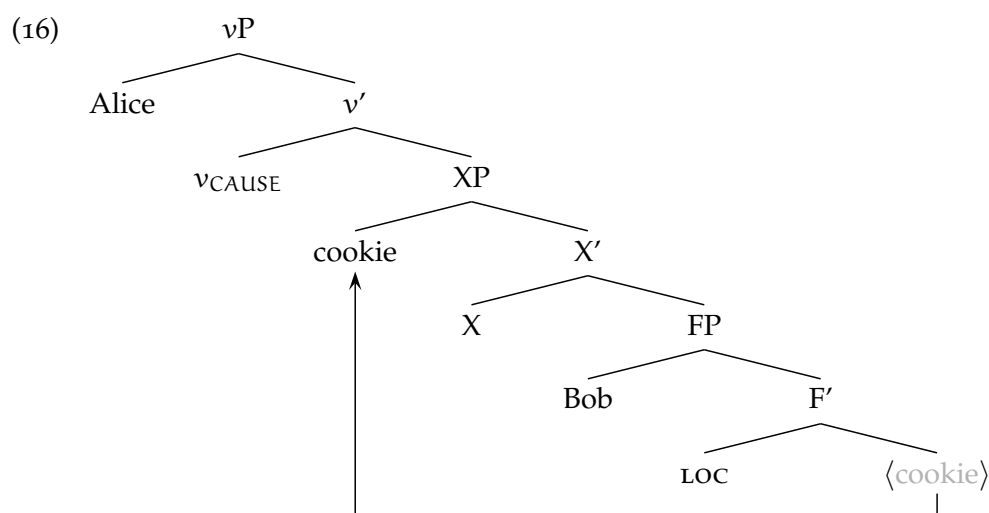 (16) vP
Alice v'
vCAUSE XP
cookie X'
X FP
Bob F'
LOC ⟨cookie⟩